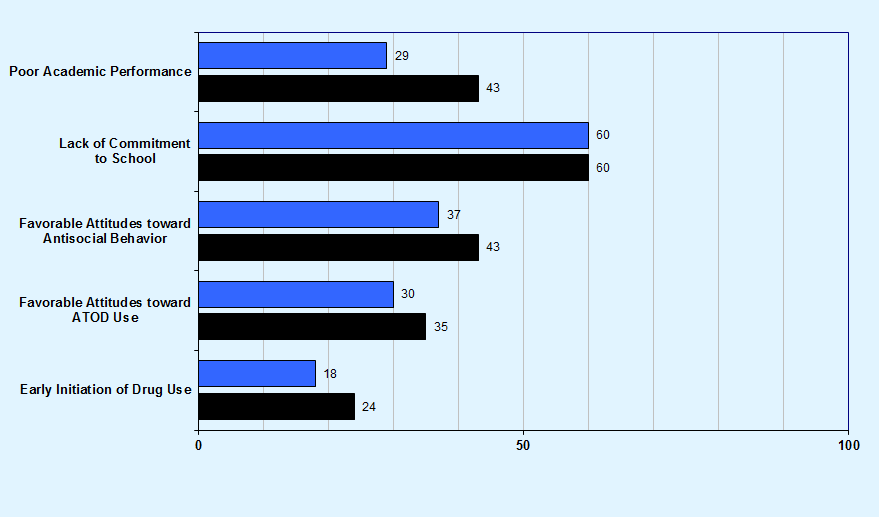 Poor Academic Performance
29
43
Lack of Commitment
to School
60
60
Favorable Attitudes toward
Antisocial Behavior
37
43
Favorable Attitudes toward
ATOD Use
30
35
Early Initiation of Drug Use
18
24
0 50 100